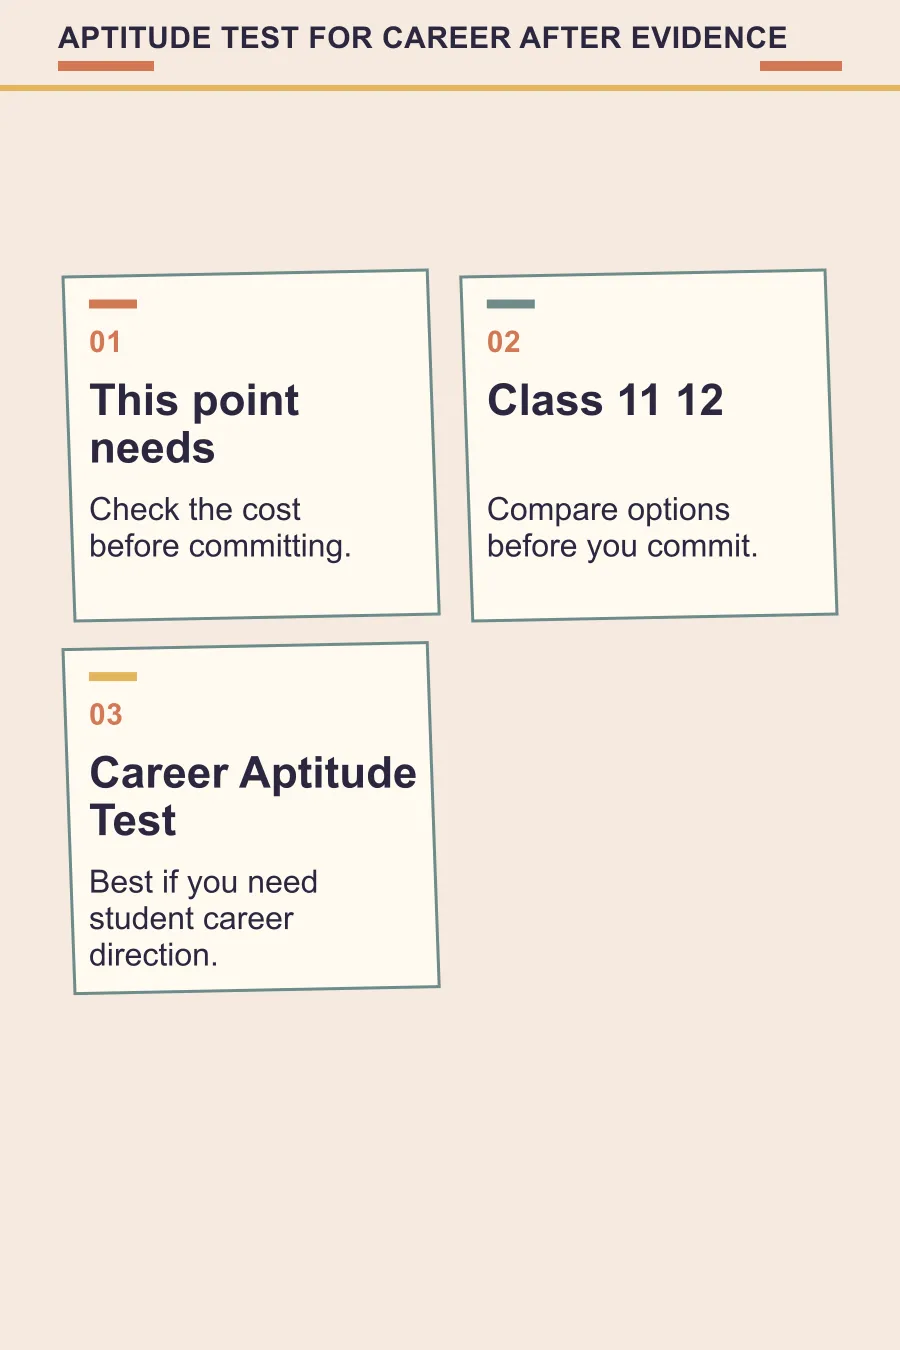 APTITUDE TEST FOR CAREER AFTER EVIDENCE
01
This point
needs
Check the cost
before committing.
02
Class 11 12
Compare options
before you commit.
03
Career Aptitude
Test
Best if you need
student career
direction.